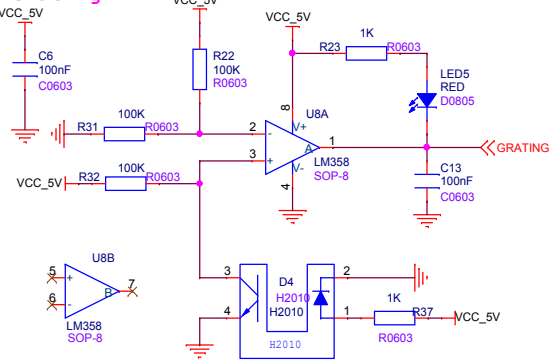 VCC_5V
VCC_5V
VCC_5V
C6
100nF
C0603
R22
100K
R0603
R23
1K
R0603
LED5
RED
D0805
100K
R31
R0603
2
8
U8A
V+
-
A
1
GRATING
100K
VCC_5V
R32
R0603
3
+
V-
4
LM358
SOP-8
C13
100nF
C0603
U8B
5
+
B
7
6
-
LM358
SOP-8
3
D4
2
H2010
H2010
4
1
1K
R37
VCC_5V
R0603
H2010